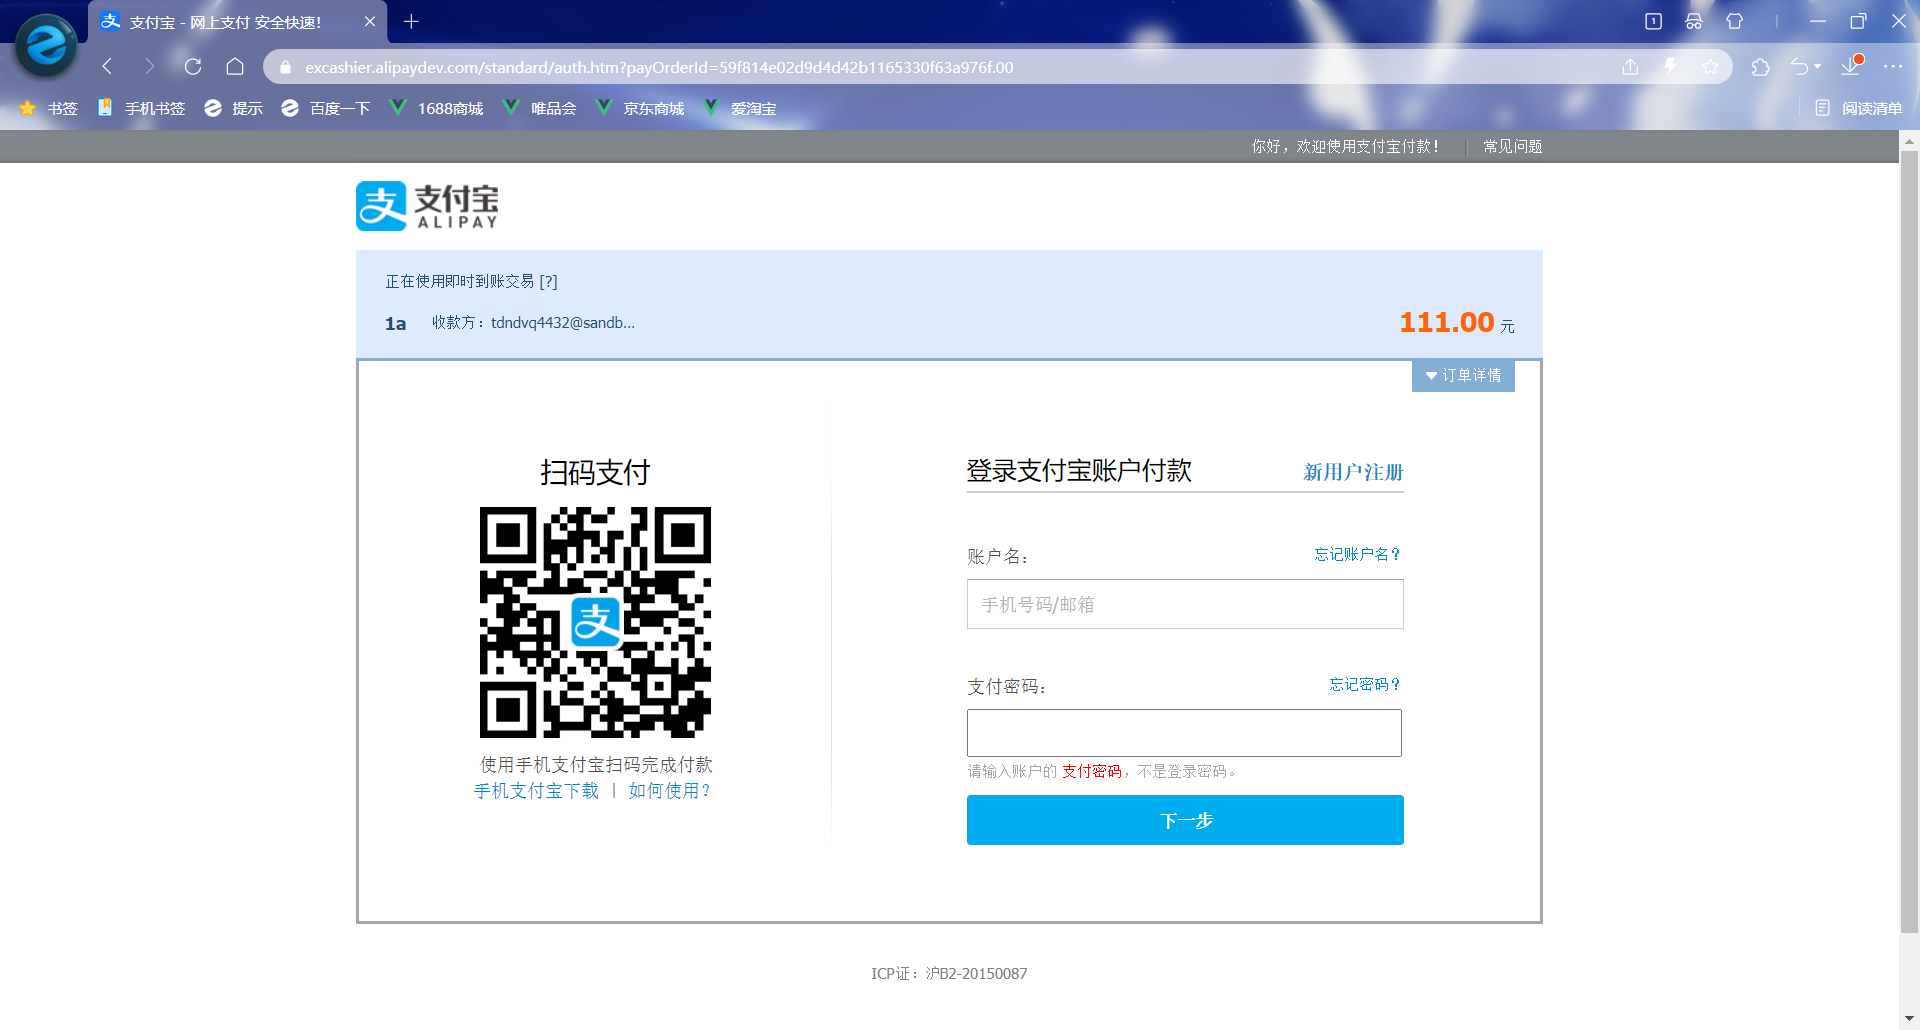 支付宝 - 网上支付 安全快速!
excashier.alipaydev.com/standard/auth.htm?payOrderId=59f814e02d9d4d42b1165330f63a976f.00
书签 手机书签 提示 百度一下 1688商城 唯品会 京东商城 爱淘宝 阅读清单
你好，欢迎使用支付宝付款！ 常见问题
支 支付宝
ALIPAY
正在使用即时到账交易 [?]
1a 收款方：tdndvq4432@sandb... 111.00 元
订单详情
扫码支付
支
使用手机支付宝扫码完成付款
手机支付宝下载 | 如何使用?
登录支付宝账户付款 新用户注册
账户名： 忘记账户名?
手机号码/邮箱
支付密码： 忘记密码?
请输入账户的 支付密码，不是登录密码。
下一步
ICP证：沪B2-20150087